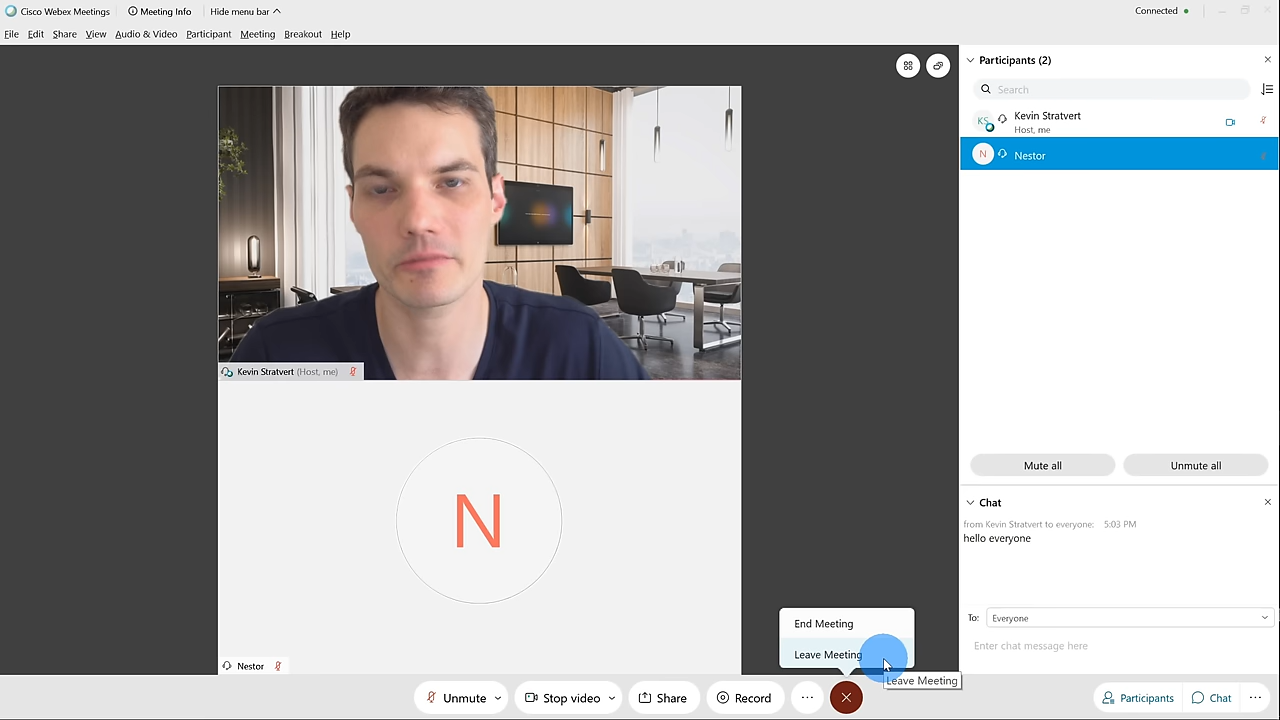 Cisco Webex Meetings
Meeting Info
Hide menu bar
Connected
File Edit Share View Audio & Video Participant Meeting Breakout Help
Participants (2)
Search
KS
Kevin Stratvert
Host, me
N
Nestor
Kevin Stratvert (Host, me)
N
Nestor
Mute all
Unmute all
Chat
from Kevin Stratvert to everyone: 5:03 PM
hello everyone
To: Everyone
Enter chat message here
End Meeting
Leave Meeting
Leave Meeting
Unmute
Stop video
Share
Record
Participants
Chat